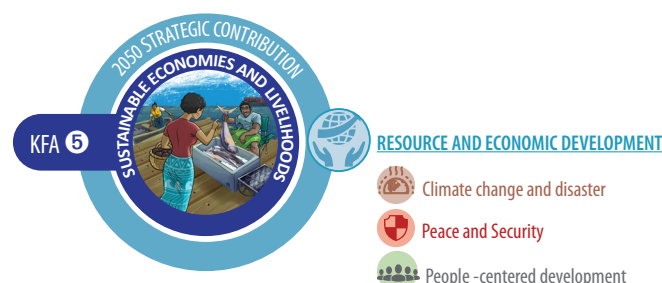 2050 STRATEGIC CONTRIBUTION
SUSTAINABLE ECONOMIES AND LIVELIHOODS
KFA 5
RESOURCE AND ECONOMIC DEVELOPMENT
Climate change and disaster
Peace and Security
People -centered development